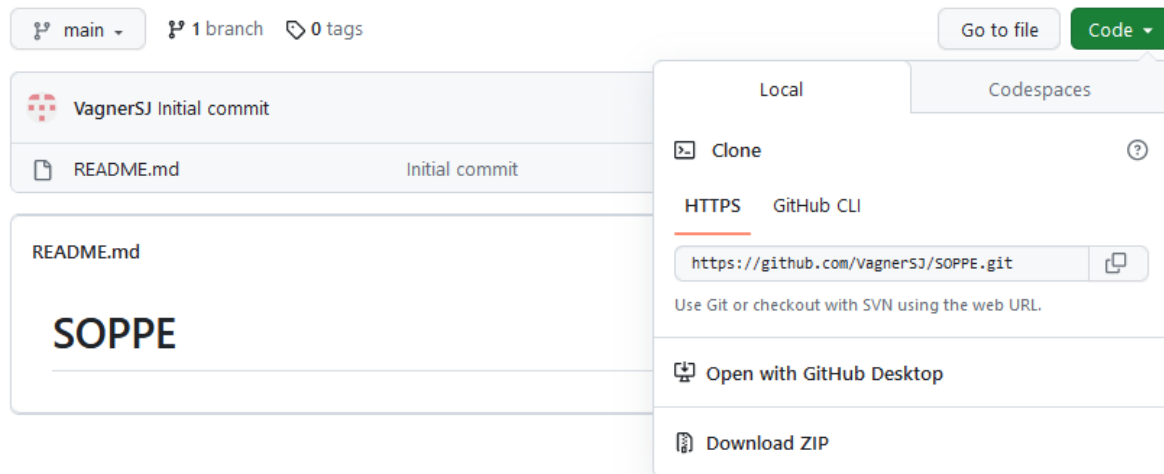 main 1 branch 0 tags Go to file Code
Local Codespaces
VagnerSJ Initial commit
Clone
README.md Initial commit
HTTPS GitHub CLI
README.md
https://github.com/VagnerSJ/SOPPE.git
Use Git or checkout with SVN using the web URL.
SOPPE
Open with GitHub Desktop
Download ZIP